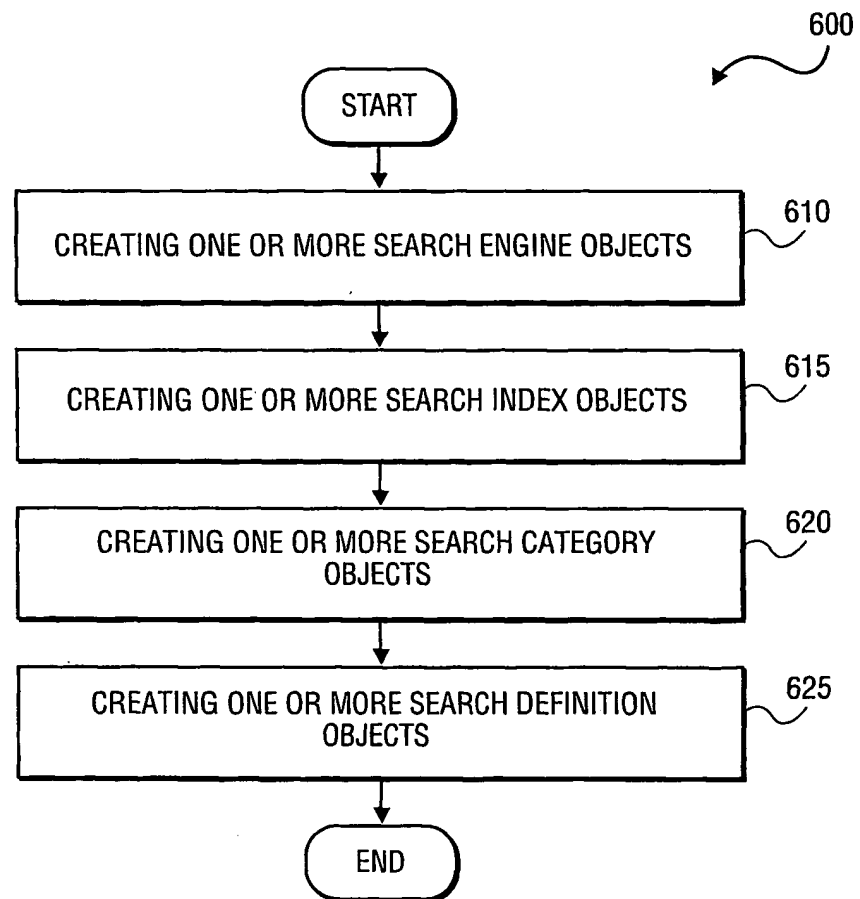 600
START
610
CREATING ONE OR MORE SEARCH ENGINE OBJECTS
615
CREATING ONE OR MORE SEARCH INDEX OBJECTS
620
CREATING ONE OR MORE SEARCH CATEGORY
OBJECTS
625
CREATING ONE OR MORE SEARCH DEFINITION
OBJECTS
END